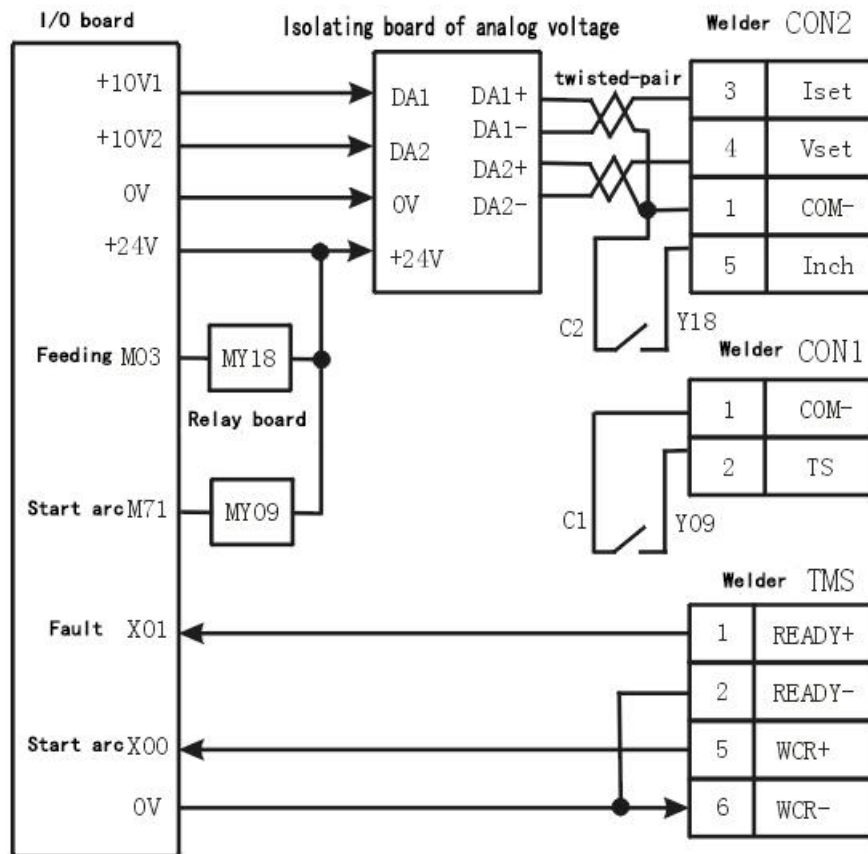 I/O board
Isolating board of analog voltage
Welder CON2
+10V1
+10V2
0V
+24V
Feeding M03
Start arc M71
Fault X01
Start arc X00
0V
MY18
Relay board
MY09
DA1
DA2
0V
+24V
DA1+
DA1-
DA2+
DA2-
twisted-pair
3 Iset
4 Vset
1 COM-
5 Inch
C2
Y18
Welder CON1
1 COM-
2 TS
C1
Y09
Welder TMS
1 READY+
2 READY-
5 WCR+
6 WCR-